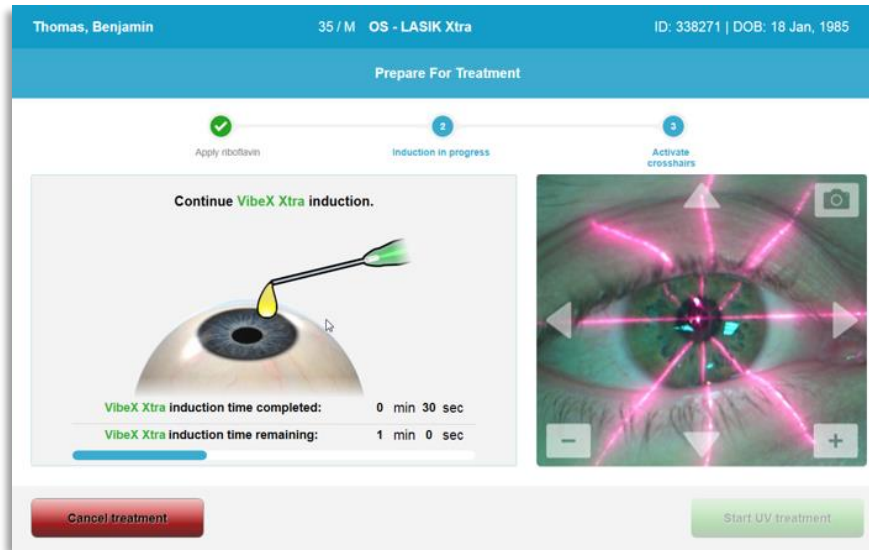 Thomas, Benjamin 35 / M OS - LASIK Xtra ID: 338271 | DOB: 18 Jan, 1985
Prepare For Treatment
2 3
Apply riboflavin Induction in progress Activate
crosshairs
Continue VibeX Xtra induction.
VibeX Xtra induction time completed: 0 min 30 sec
VibeX Xtra induction time remaining: 1 min 0 sec
− +
Cancel treatment Start UV treatment